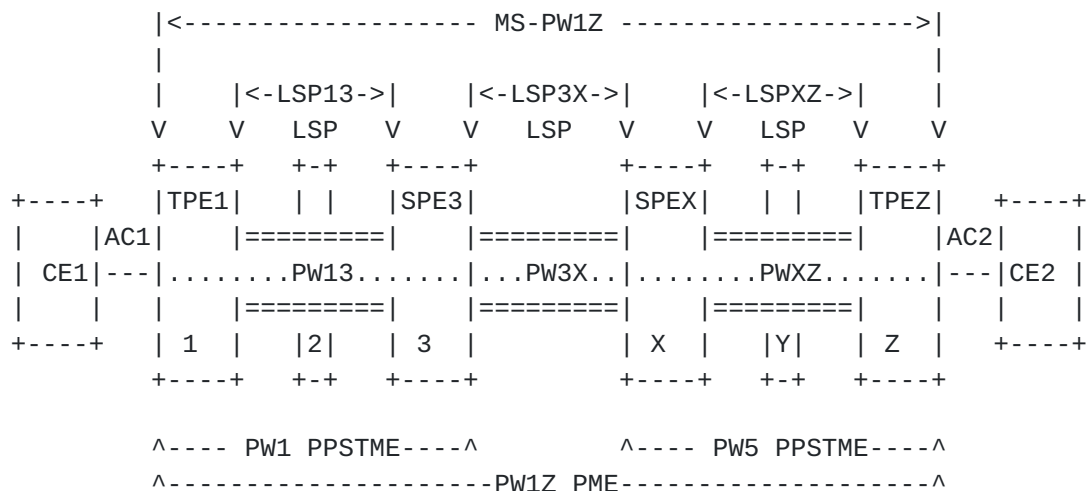 |<------------------- MS-PW1Z ------------------->|
|                                                 |
|    |<-LSP13->|    |<-LSP3X->|    |<-LSPXZ->|    |
V    V   LSP   V    V   LSP   V    V   LSP   V    V
+----+   +-+   +----+         +----+   +-+   +----+
+----+   |TPE1|   | |   |SPE3|         |SPEX|   | |   |TPEZ|   +----+
|    |AC1|    |=========|    |=========|    |=========|    |AC2|    |
| CE1|---|........PW13.......|...PW3X..|........PWXZ.......|---|CE2 |
|    |   |    |=========|    |=========|    |=========|    |   |    |
+----+   | 1  |   |2|   | 3  |         | X  |   |Y|   | Z  |   +----+
+----+   +-+   +----+         +----+   +-+   +----+
^---- PW1 PPSTME----^         ^---- PW5 PPSTME----^
^---------------------PW1Z PME--------------------^